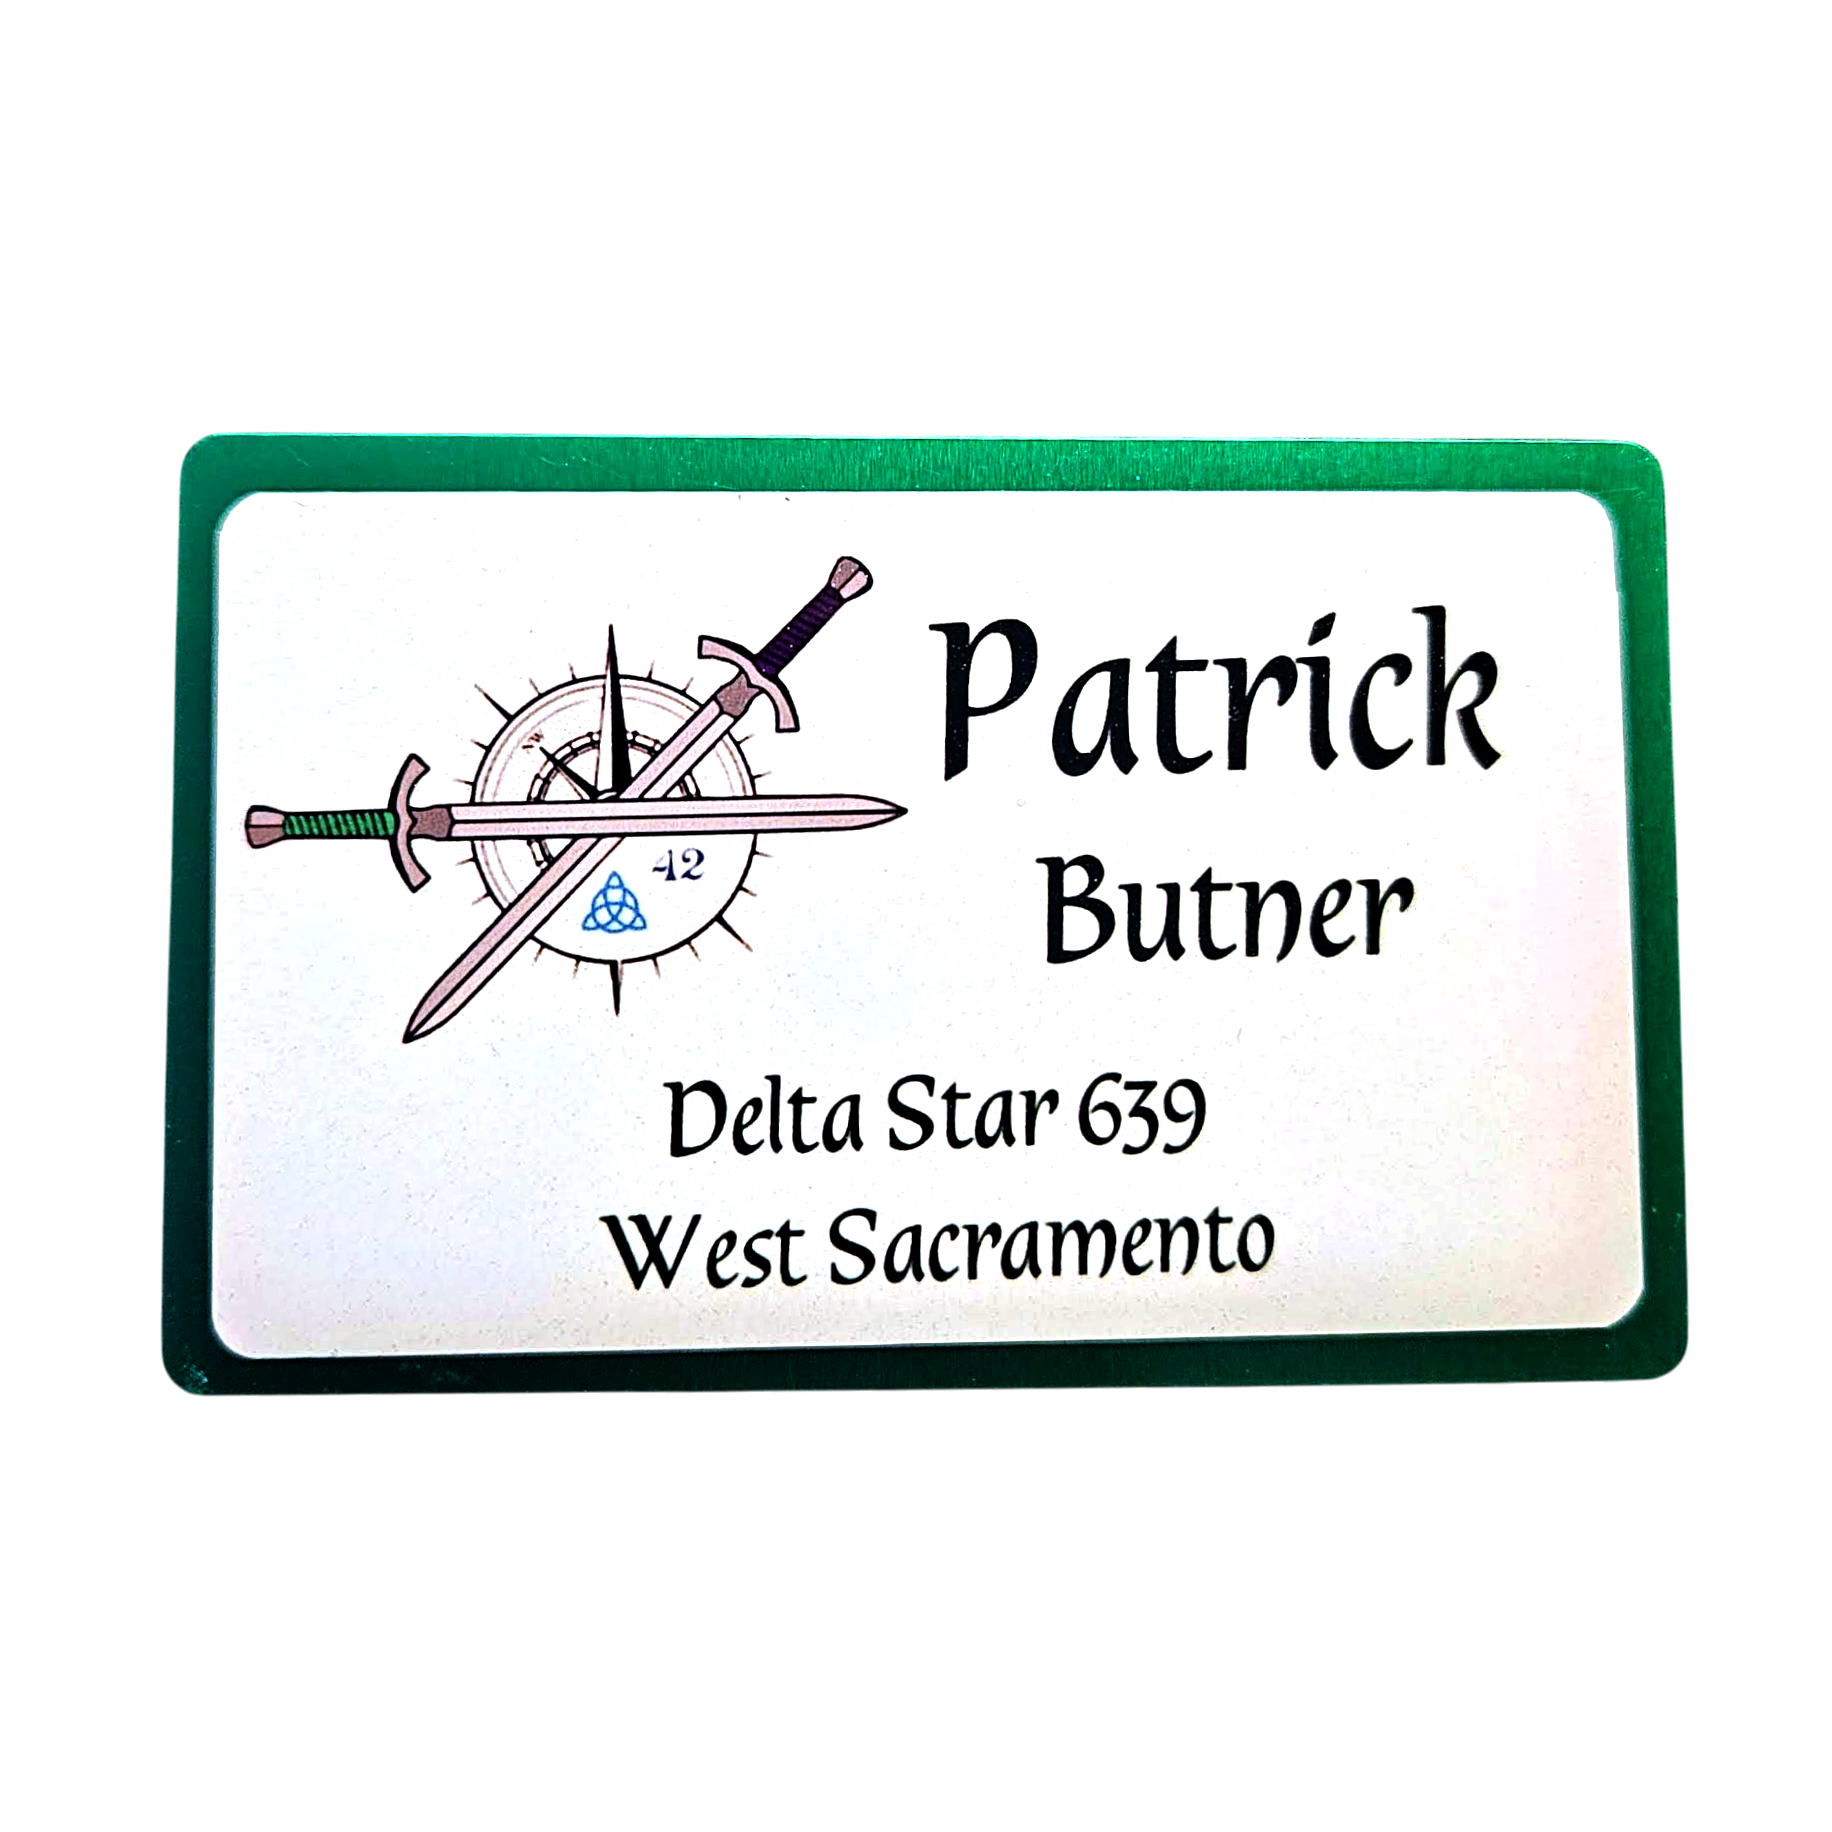 Patrick
Butner
42
Delta Star 639
West Sacramento